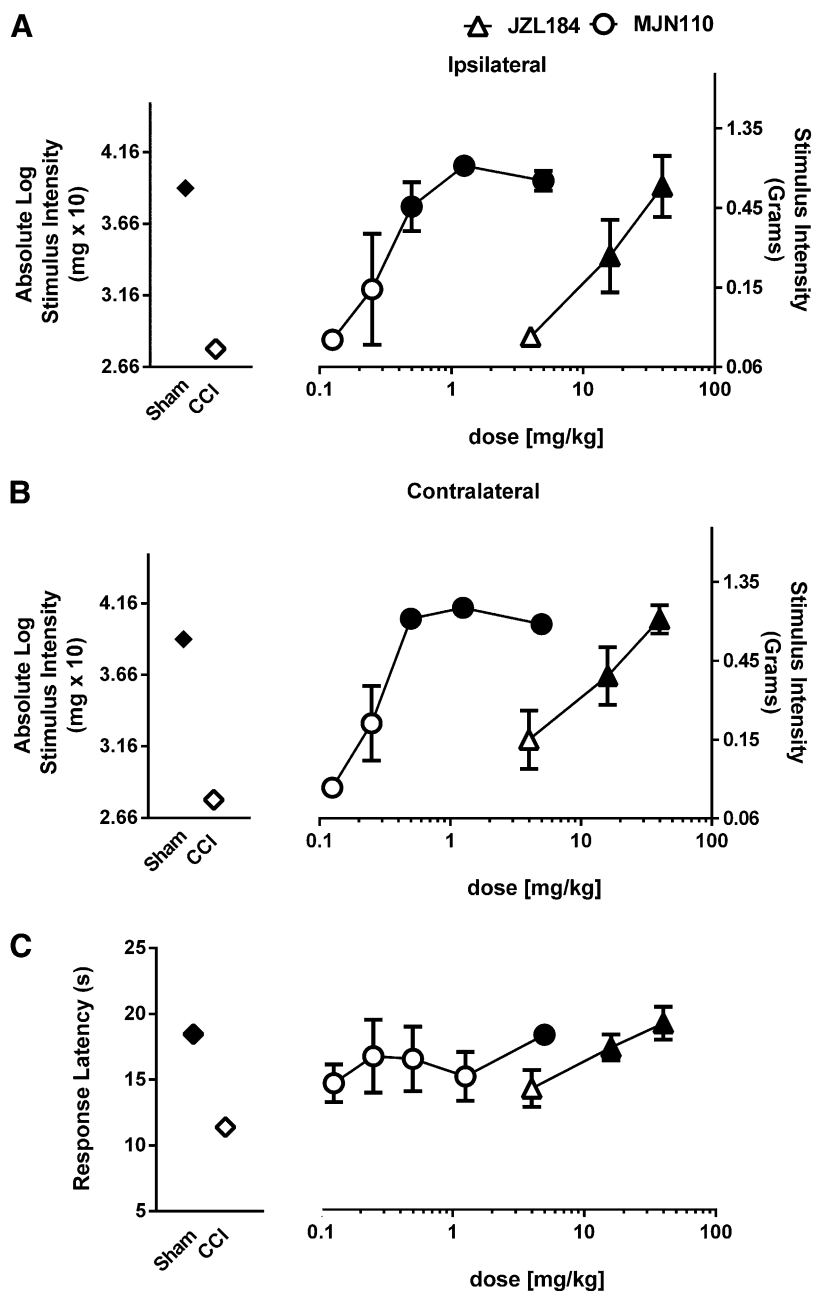 A
JZL184 MJN110
Ipsilateral
Absolute Log
Stimulus Intensity
(mg x 10)
4.16
3.66
3.16
2.66
Sham
CCI
0.1 1 10 100
dose [mg/kg]
1.35
0.45
0.15
0.06
Stimulus Intensity
(Grams)
B
Contralateral
Absolute Log
Stimulus Intensity
(mg x 10)
4.16
3.66
3.16
2.66
Sham
CCI
0.1 1 10 100
dose [mg/kg]
1.35
0.45
0.15
0.06
Stimulus Intensity
(Grams)
C
Response Latency (s)
25
20
15
10
5
Sham
CCI
0.1 1 10 100
dose [mg/kg]